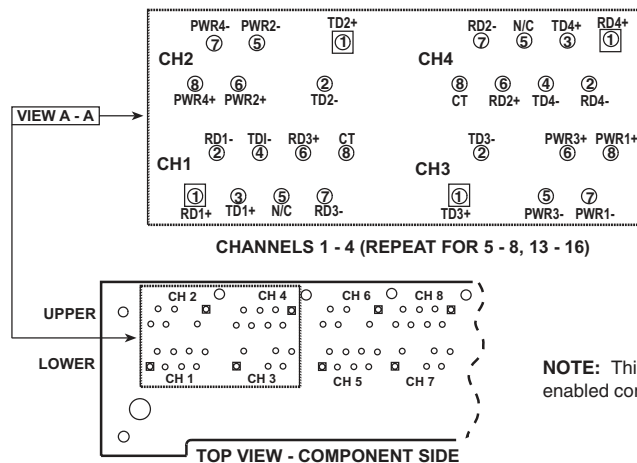 PWR4- PWR2- TD2+ RD2- N/C TD4+ RD4+
7 5 1 7 5 3 1
CH2 CH4
8 6 2 8 6 4 2
PWR4+ PWR2+ TD2- CT RD2+ TD4- RD4-
VIEW A - A
RD1- TDI- RD3+ CT TD3- PWR3+ PWR1+
2 4 6 8 2 6 8
CH1 CH3
1 3 5 7 1 5 7
RD1+ TD1+ N/C RD3- TD3+ PWR3- PWR1-
CHANNELS 1 - 4 (REPEAT FOR 5 - 8, 13 - 16)
CH 2 CH 4 CH 6 CH 8
UPPER
LOWER
CH 1 CH 3 CH 5 CH 7
NOTE: Thi
enabled cor
TOP VIEW - COMPONENT SIDE